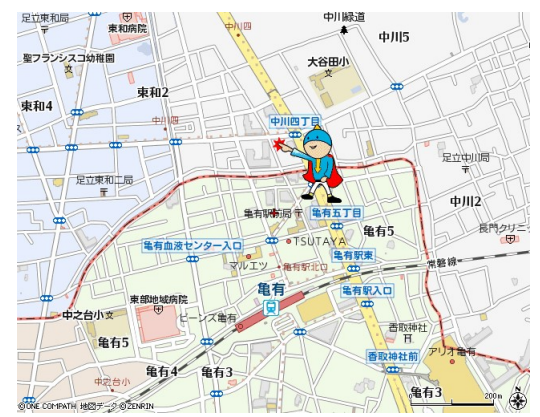 足立東和局
東和病院
中川四
中川緑道
中川5
聖フランシスコ幼稚園
大谷田小
東和2
東和4
中川四
中川四丁目
足立中川局
足立東和二局
中川2
亀有駅前局
亀有五丁目
亀有5
長門クリニッ
亀有血液センター入口
TSUTAYA
マルエツ
亀有駅北口
亀有駅東
常磐線
亀有
亀有駅入口
東部地域病院
中之台小
ビーンズ亀有
香取神社
亀有5
香取神社前
アリオ亀有
亀有4
亀有3
中之台小
亀有3
200m
©ONE COMPATH 地図データ ©ZENRIN